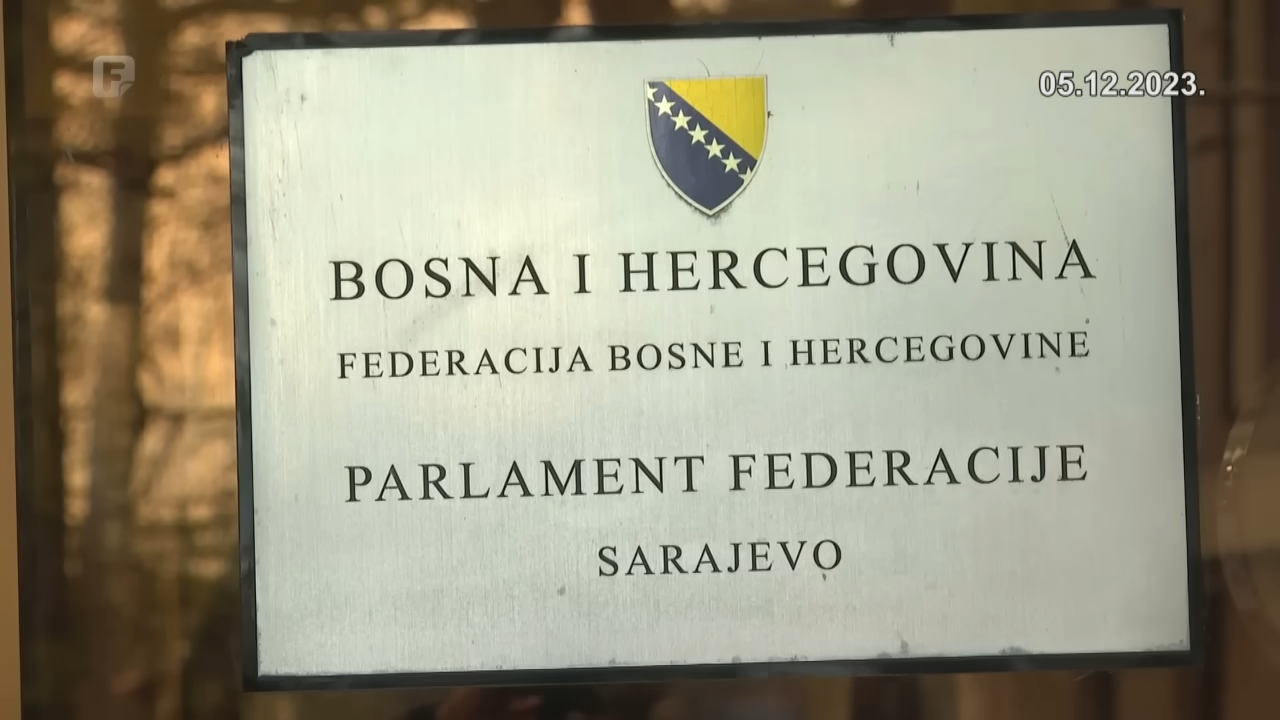 05.12.2023.
BOSNA I HERCEGOVINA
FEDERACIJA BOSNE I HERCEGOVINE
PARLAMENT FEDERACIJE
SARAJEVO